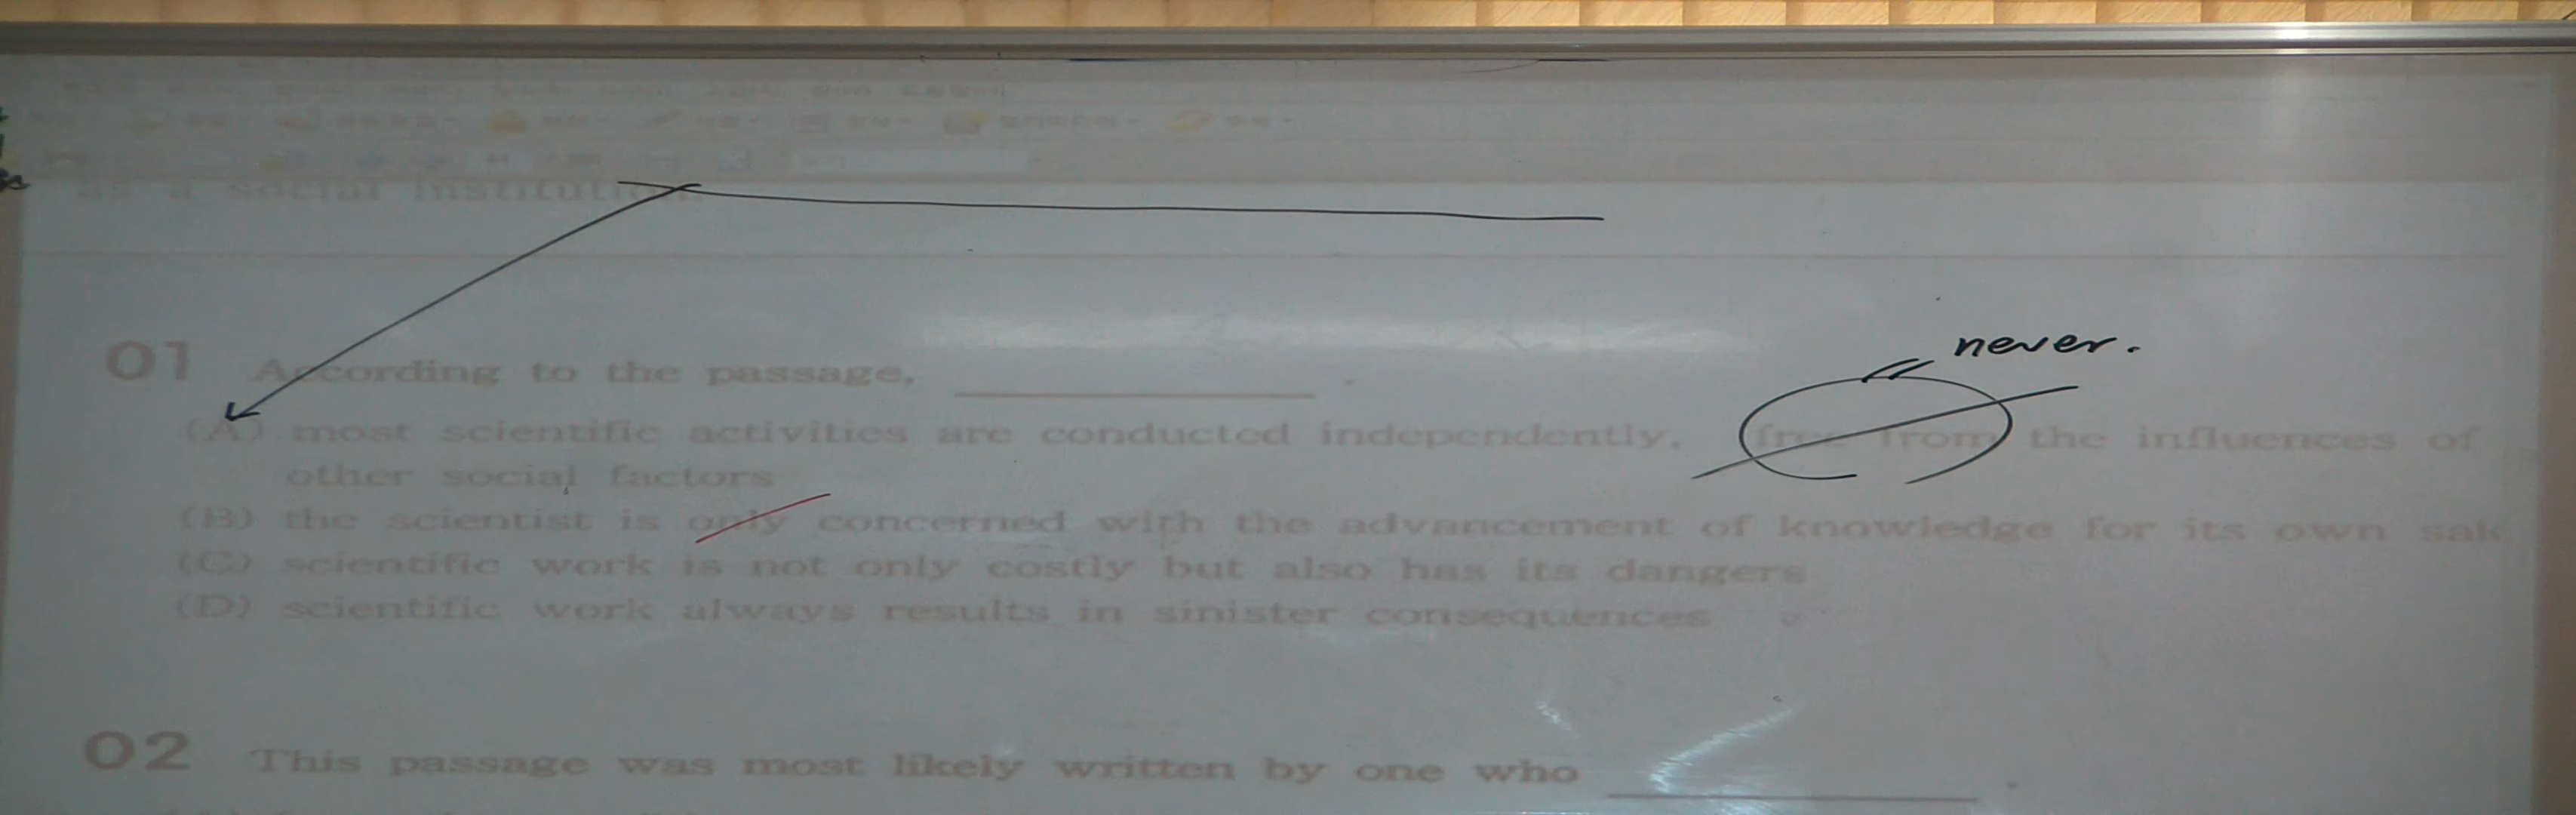 as a social institution
01 According to the passage, ____________ .
never.
(A) most scientific activities are conducted independently, free from the influences of
other social factors
(B) the scientist is only concerned with the advancement of knowledge for its own sak
(C) scientific work is not only costly but also has its dangers
(D) scientific work always results in sinister consequences
02 This passage was most likely written by one who ____________ .